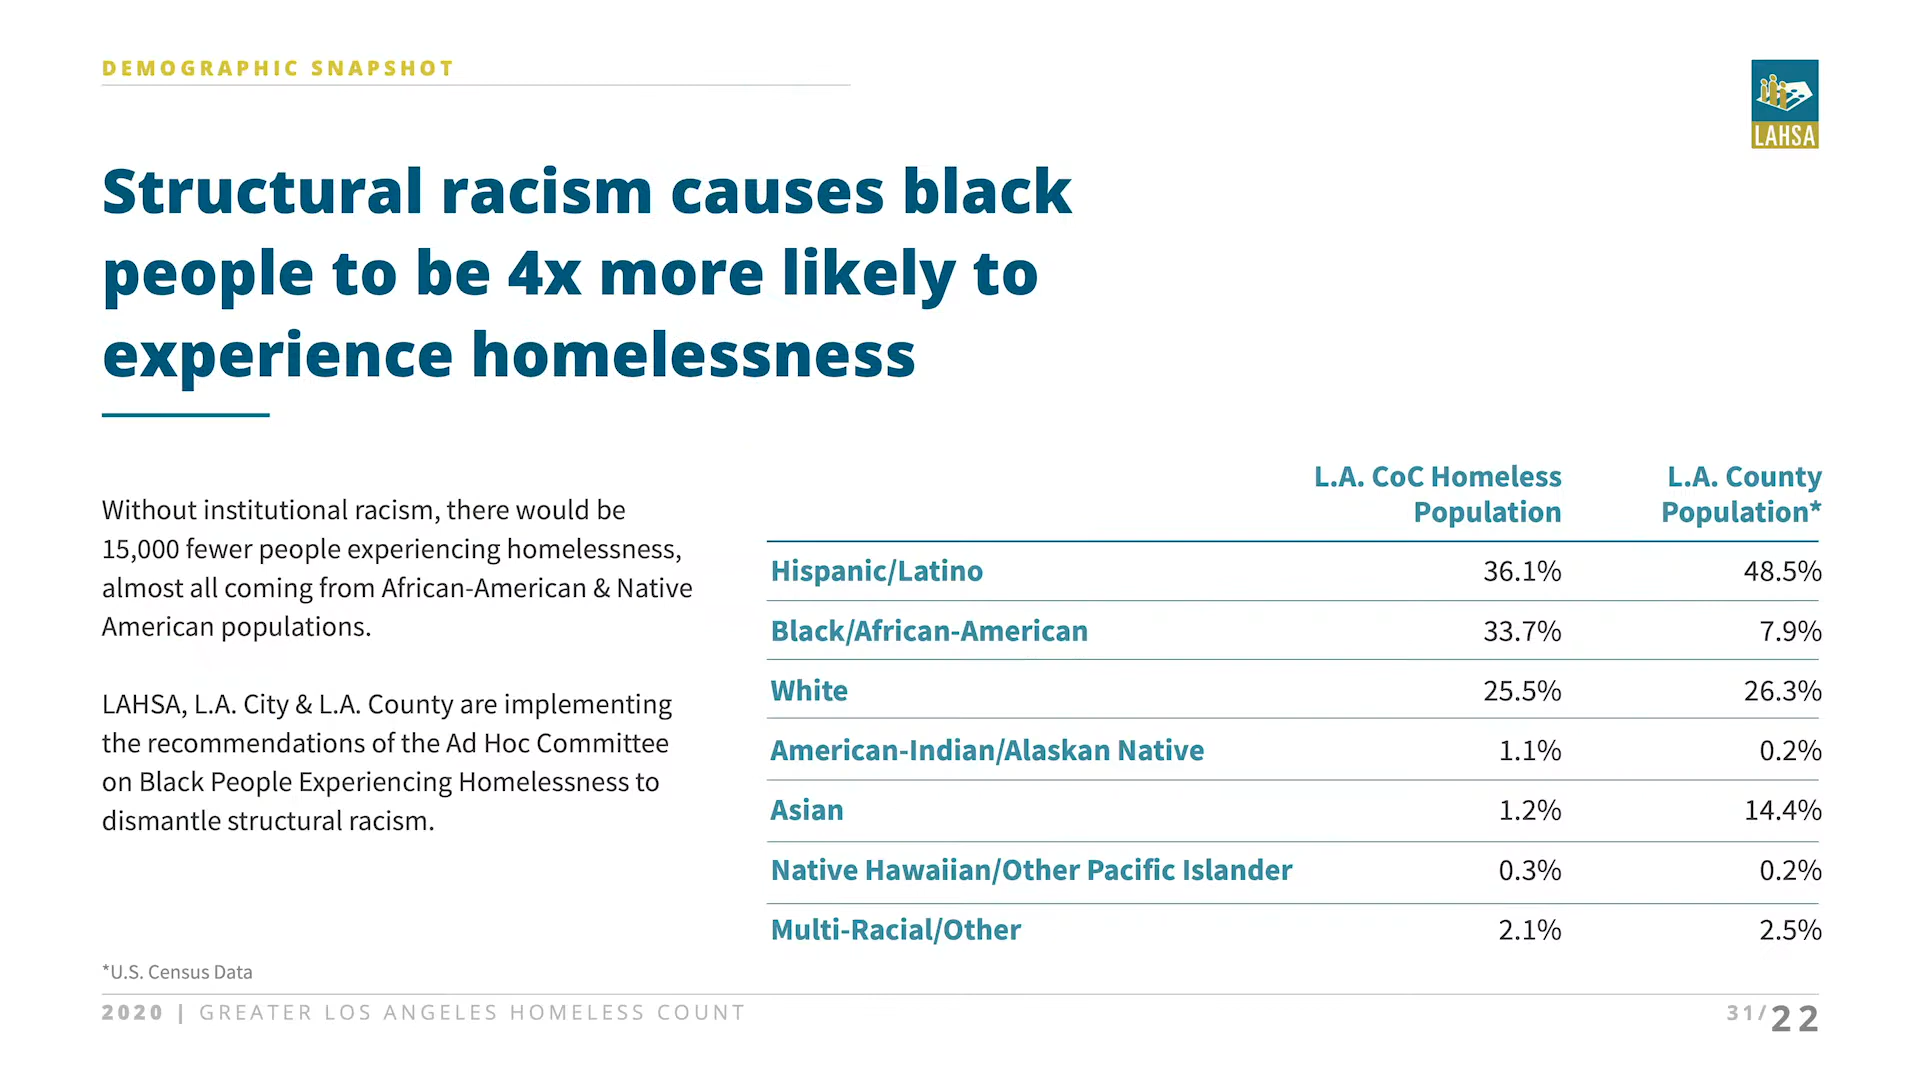 DEMOGRAPHIC SNAPSHOT
LAHSA
Structural racism causes black
people to be 4x more likely to
experience homelessness
Without institutional racism, there would be
15,000 fewer people experiencing homelessness,
almost all coming from African-American & Native
American populations.
LAHSA, L.A. City & L.A. County are implementing
the recommendations of the Ad Hoc Committee
on Black People Experiencing Homelessness to
dismantle structural racism.
L.A. CoC Homeless Population L.A. County Population*
Hispanic/Latino 36.1% 48.5%
Black/African-American 33.7% 7.9%
White 25.5% 26.3%
American-Indian/Alaskan Native 1.1% 0.2%
Asian 1.2% 14.4%
Native Hawaiian/Other Pacific Islander 0.3% 0.2%
Multi-Racial/Other 2.1% 2.5%
*U.S. Census Data
2020 | GREATER LOS ANGELES HOMELESS COUNT
31/22